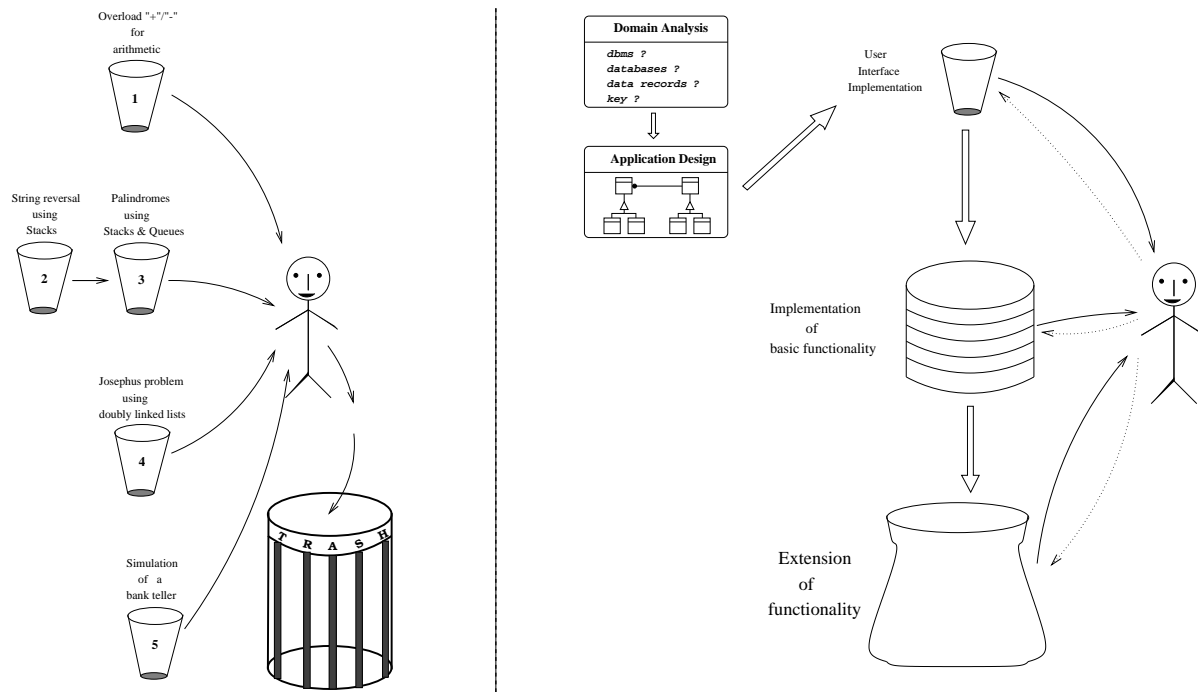 Overload "+"/"-"
for
arithmetic
1
String reversal
using
Stacks
2
Palindromes
using
Stacks & Queues
3
Josephus problem
using
doubly linked lists
4
Simulation
of a
bank teller
5
T R A S H
Domain Analysis
dbms ?
databases ?
data records ?
key ?
Application Design
User
Interface
Implementation
Implementation
of
basic functionality
Extension
of
functionality